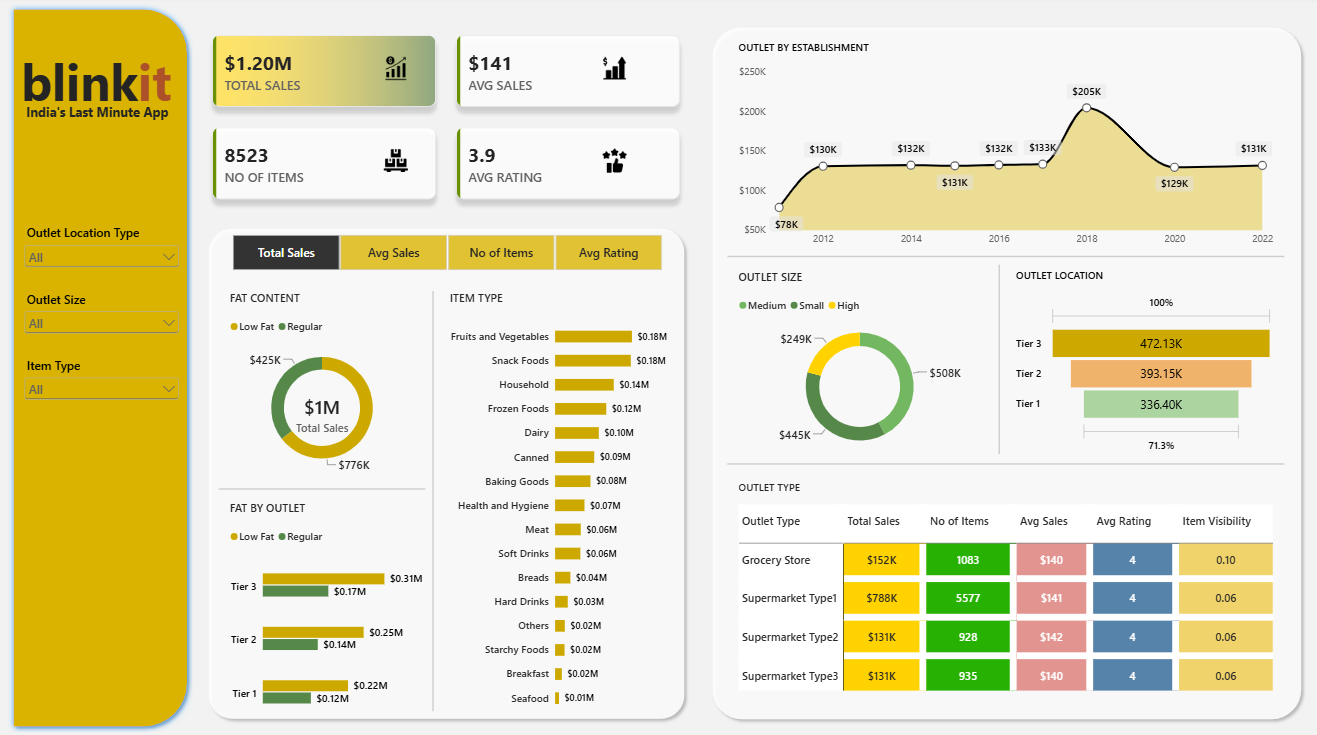 blinkit
India's Last Minute App
Outlet Location Type
All
Outlet Size
All
Item Type
All
$1.20M
TOTAL SALES
$141
AVG SALES
8523
NO OF ITEMS
3.9
AVG RATING
Total Sales Avg Sales No of Items Avg Rating
FAT CONTENT
Low Fat Regular
$425K
$1M
Total Sales
$776K
FAT BY OUTLET
Low Fat Regular
Tier 3 $0.31M
$0.17M
Tier 2 $0.25M
$0.14M
Tier 1 $0.22M
$0.12M
ITEM TYPE
Fruits and Vegetables $0.18M
Snack Foods $0.18M
Household $0.14M
Frozen Foods $0.12M
Dairy $0.10M
Canned $0.09M
Baking Goods $0.08M
Health and Hygiene $0.07M
Meat $0.06M
Soft Drinks $0.06M
Breads $0.04M
Hard Drinks $0.03M
Others $0.02M
Starchy Foods $0.02M
Breakfast $0.02M
Seafood $0.01M
OUTLET BY ESTABLISHMENT
$250K
$200K
$150K
$100K
$50K
$78K
$130K
$132K
$131K
$132K
$133K
$205K
$129K
$131K
2012 2014 2016 2018 2020 2022
OUTLET SIZE
Medium Small High
$249K
$508K
$445K
OUTLET LOCATION
100%
Tier 3 472.13K
Tier 2 393.15K
Tier 1 336.40K
71.3%
OUTLET TYPE
Outlet Type Total Sales No of Items Avg Sales Avg Rating Item Visibility
Grocery Store $152K 1083 $140 4 0.10
Supermarket Type1 $788K 5577 $141 4 0.06
Supermarket Type2 $131K 928 $142 4 0.06
Supermarket Type3 $131K 935 $140 4 0.06